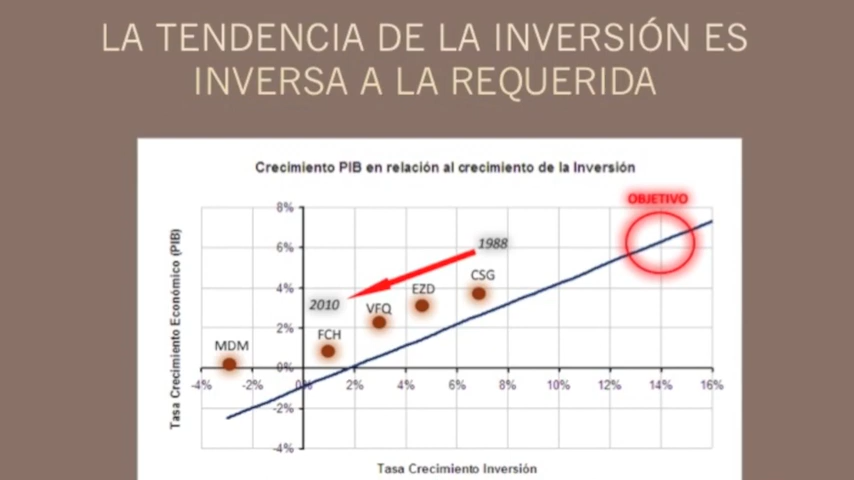 LA TENDENCIA DE LA INVERSIÓN ES
INVERSA A LA REQUERIDA
Crecimiento PIB en relación al crecimiento de la Inversión
OBJETIVO
8%
6%
4%
2%
0%
-2%
-4%
1988
CSG
EZD
2010
VFQ
FCH
MDM
-4%
-2%
0%
2%
4%
6%
8%
10%
12%
14%
16%
Tasa Crecimiento Económico (PIB)
Tasa Crecimiento Inversión